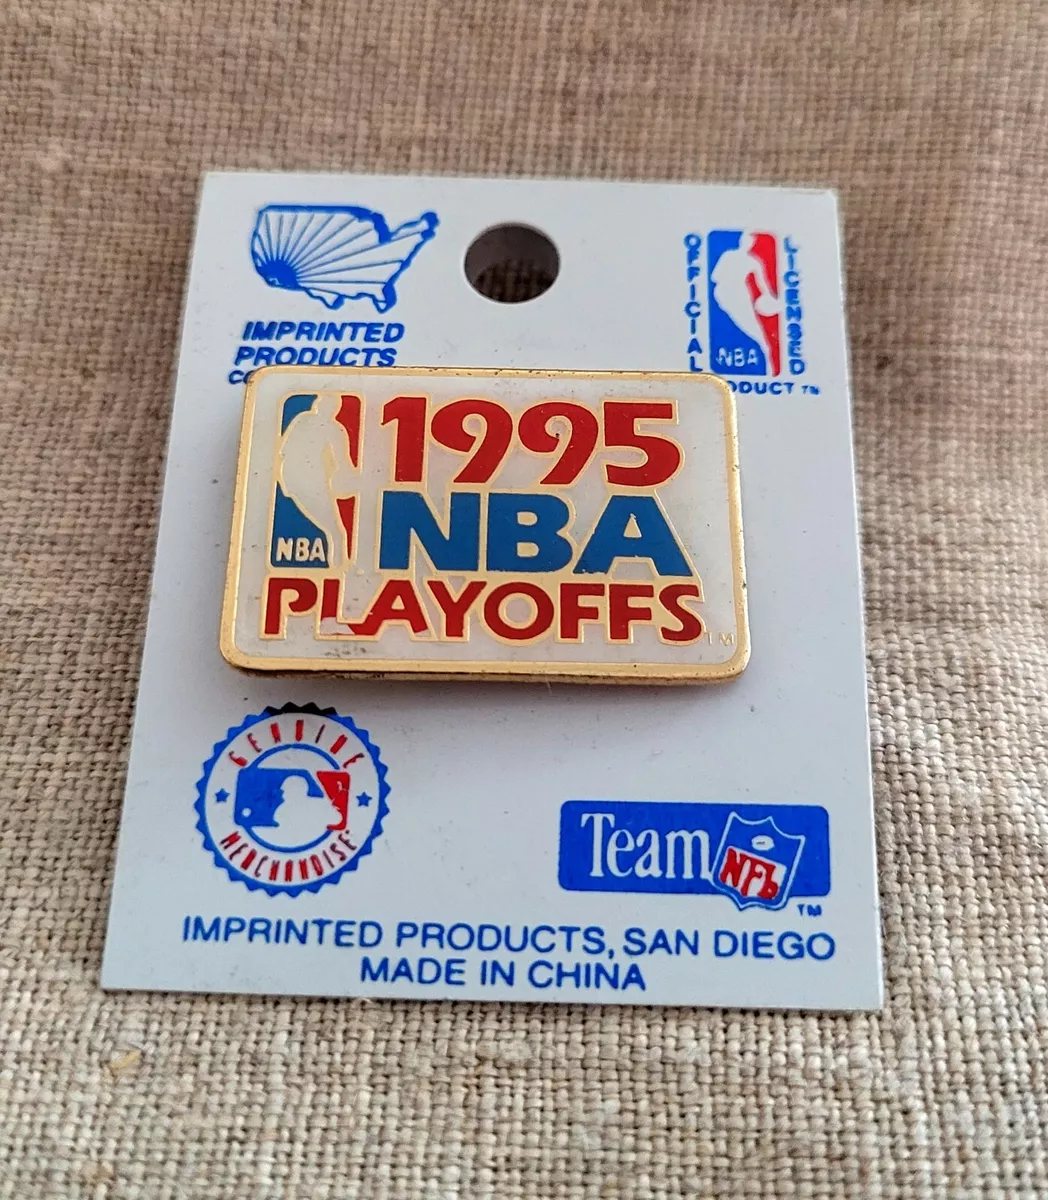 IMPRINTED
PRODUCTS
OFFICIAL
LICENSED
NBA
1995
NBA
NBA
PLAYOFFS
TM
TM
GENUINE
MERCHANDISE
Team NFL
TM
IMPRINTED PRODUCTS, SAN DIEGO
MADE IN CHINA